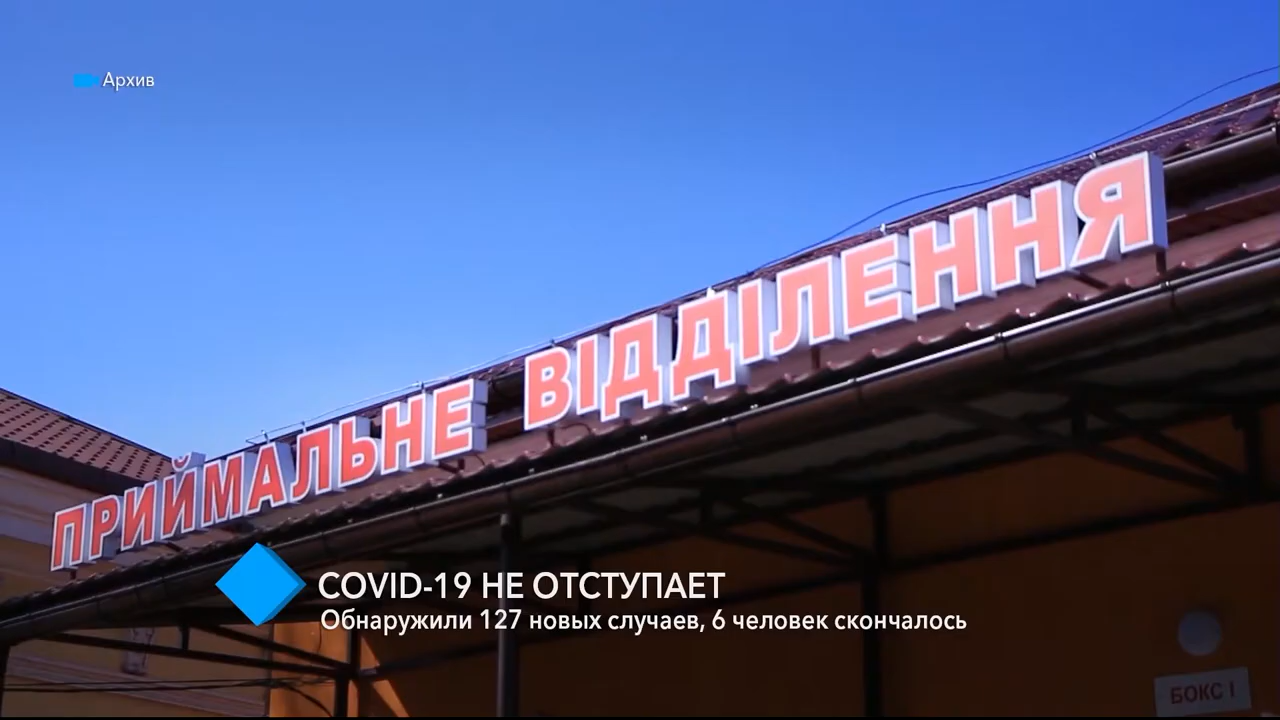 Архив
ПРИЙМАЛЬНЕ ВІДДІЛЕННЯ
COVID-19 НЕ ОТСТУПАЕТ
Обнаружили 127 новых случаев, 6 человек скончалось
БОКС І